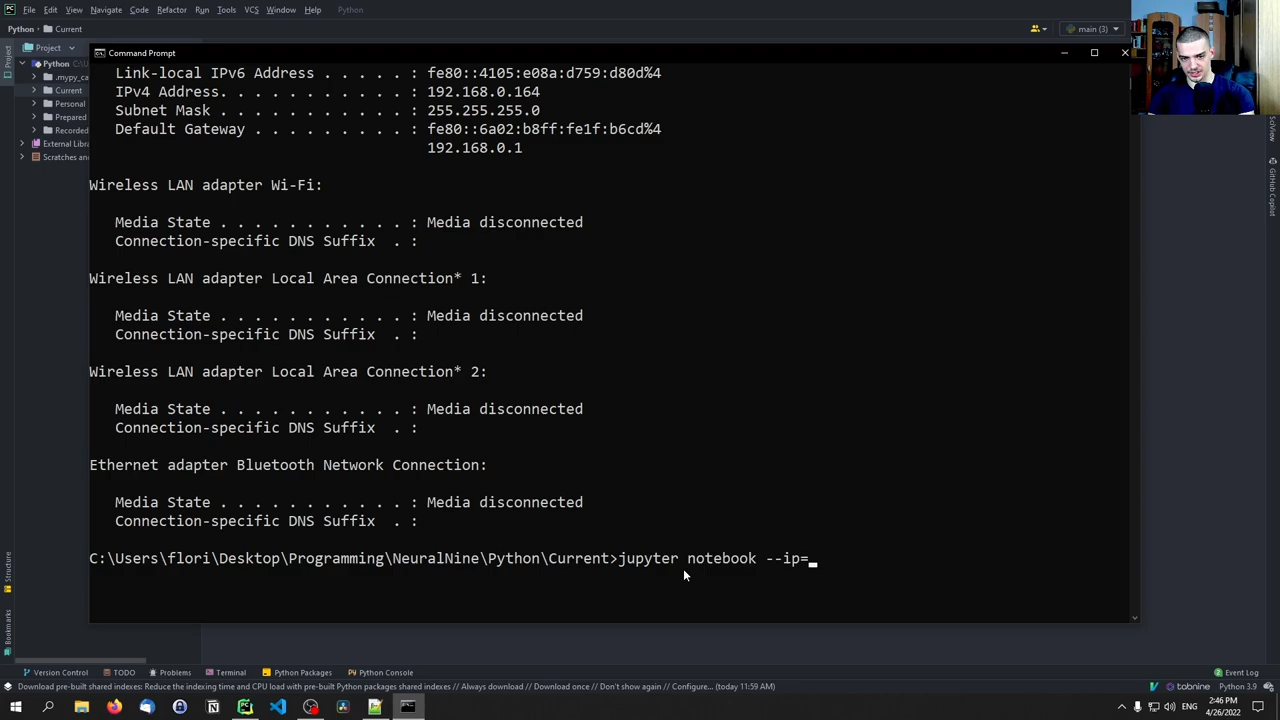 File Edit View Navigate Code Refactor Run Tools VCS Window Help Python
Python Current
main (3)
Project
Project
Command Prompt
Python C:\U
.mypy_ca
Current
Personal
Prepared
Recorded
External Libra
Scratches an
Link-local IPv6 Address . . . . . : fe80::4105:e08a:d759:d80d%4
IPv4 Address. . . . . . . . . . . : 192.168.0.164
Subnet Mask . . . . . . . . . . . : 255.255.255.0
Default Gateway . . . . . . . . . : fe80::6a02:b8ff:fe1f:b6cd%4
192.168.0.1
Wireless LAN adapter Wi-Fi:
Media State . . . . . . . . . . . : Media disconnected
Connection-specific DNS Suffix . :
Wireless LAN adapter Local Area Connection* 1:
Media State . . . . . . . . . . . : Media disconnected
Connection-specific DNS Suffix . :
Wireless LAN adapter Local Area Connection* 2:
Media State . . . . . . . . . . . : Media disconnected
Connection-specific DNS Suffix . :
Ethernet adapter Bluetooth Network Connection:
Media State . . . . . . . . . . . : Media disconnected
Connection-specific DNS Suffix . :
C:\Users\flori\Desktop\Programming\NeuralNine\Python\Current>jupyter notebook --ip=
SciView
GitHub Copilot
Structure
Bookmarks
Version Control TODO Problems Terminal Python Packages Python Console Event Log
Download pre-built shared indexes: Reduce the indexing time and CPU load with pre-built Python packages shared indexes // Always download // Download once // Don't show again // Configure... (today 11:59 AM) tabnine Python 3.9
ENG
2:46 PM
4/26/2022